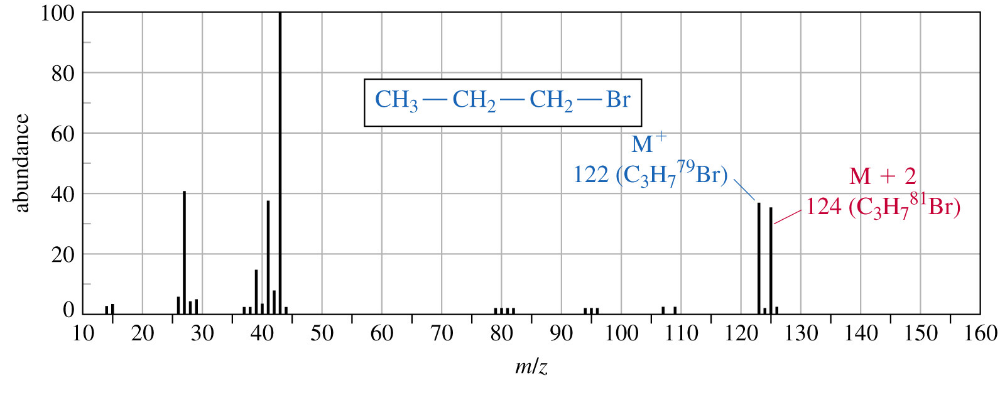 100
80
60
40
20
0
abundance
CH₃—CH₂—CH₂—Br
M⁺
122 (C₃H₇⁷⁹Br)
M + 2
124 (C₃H₇⁸¹Br)
10 20 30 40 50 60 70 80 90 100 110 120 130 140 150 160
m/z